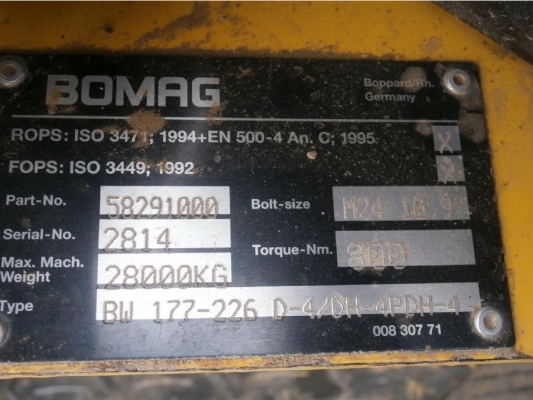 BOMAG
Boppard/Rh.
Germany
ROPS: ISO 3471; 1994+EN 500-4 An. C; 1995 X
FOPS: ISO 3449; 1992 X
Part-No. 58291000 Bolt-size M24 10 9
Serial-No. 2814 Torque-Nm. 800
Max. Mach. Weight 28000KG
Type BW 177-226 D-4/DH-4PDH-4
008 307 71